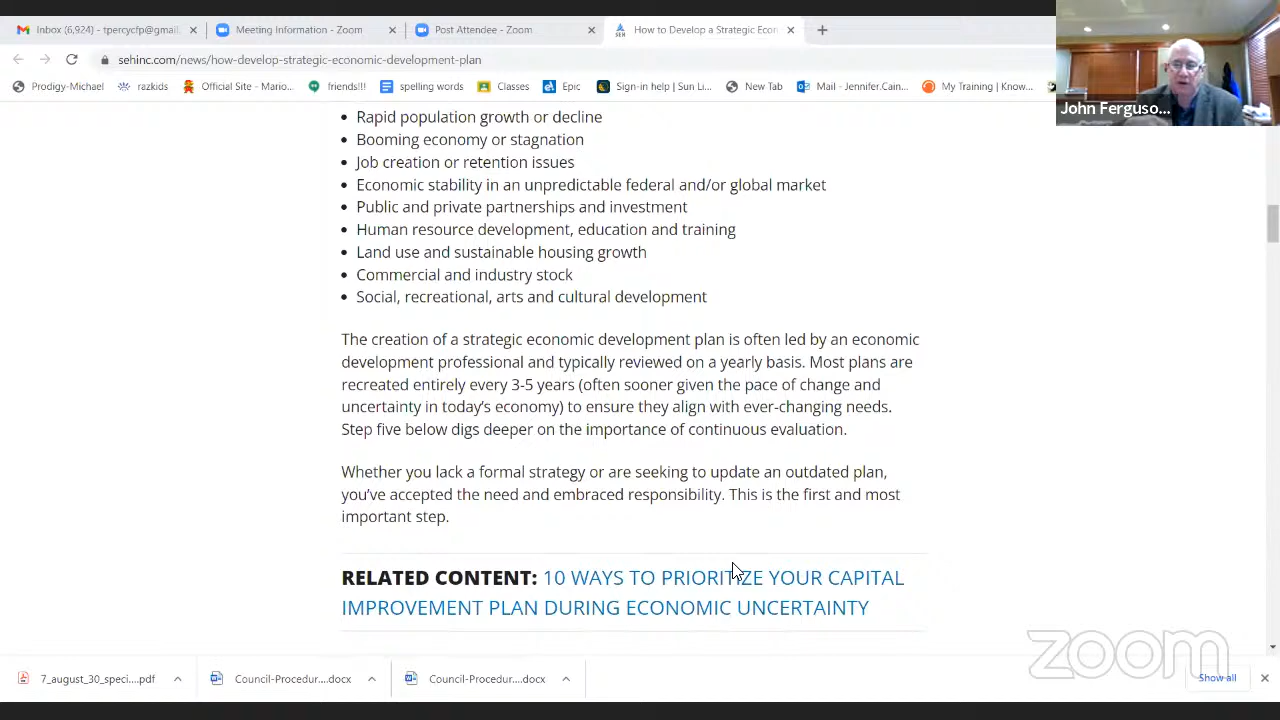 Inbox (6,924) - tpercycfp@gmail.
Meeting Information - Zoom
Post Attendee - Zoom
How to Develop a Strategic Econ
sehinc.com/news/how-develop-strategic-economic-development-plan
Prodigy-Michael
razkids
Official Site - Mario...
friends!!!
spelling words
Classes
Epic
Sign-in help | Sun Li...
New Tab
Mail - Jennifer.Cain...
My Training | Know...
John Ferguso...
• Rapid population growth or decline
• Booming economy or stagnation
• Job creation or retention issues
• Economic stability in an unpredictable federal and/or global market
• Public and private partnerships and investment
• Human resource development, education and training
• Land use and sustainable housing growth
• Commercial and industry stock
• Social, recreational, arts and cultural development
The creation of a strategic economic development plan is often led by an economic
development professional and typically reviewed on a yearly basis. Most plans are
recreated entirely every 3-5 years (often sooner given the pace of change and
uncertainty in today's economy) to ensure they align with ever-changing needs.
Step five below digs deeper on the importance of continuous evaluation.
Whether you lack a formal strategy or are seeking to update an outdated plan,
you've accepted the need and embraced responsibility. This is the first and most
important step.
RELATED CONTENT: 10 WAYS TO PRIORITIZE YOUR CAPITAL
IMPROVEMENT PLAN DURING ECONOMIC UNCERTAINTY
zoom
7_august_30_speci....pdf
Council-Procedur....docx
Council-Procedur....docx
Show all